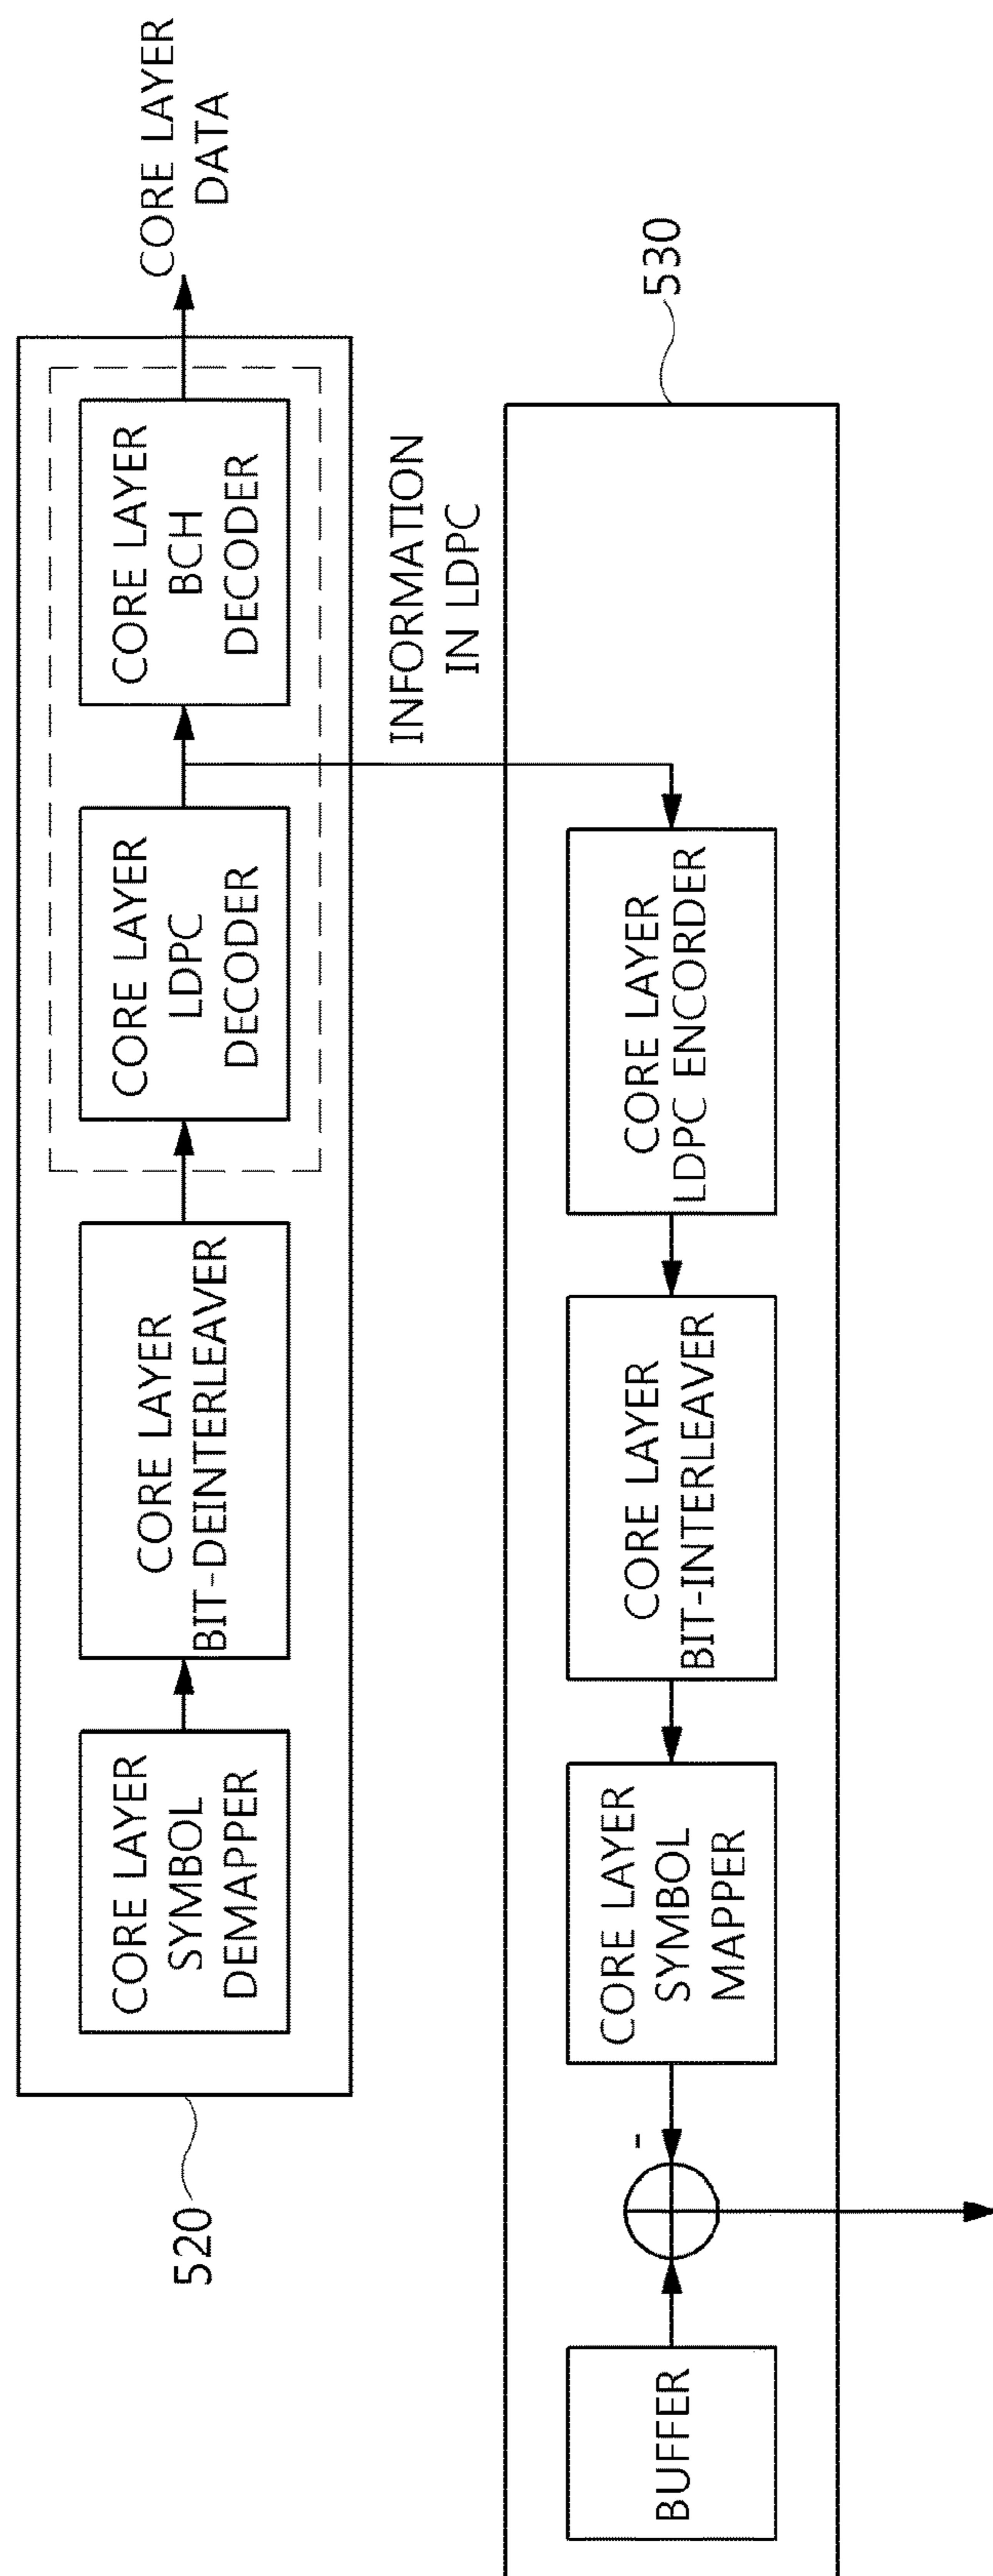 520
CORE LAYER
SYMBOL
DEMAPPER
CORE LAYER
BIT-DEINTERLEAVER
CORE LAYER
LDPC
DECODER
CORE LAYER
BCH
DECODER
CORE LAYER
DATA
INFORMATION
IN LDPC
530
BUFFER
-
CORE LAYER
SYMBOL
MAPPER
CORE LAYER
BIT-INTERLEAVER
CORE LAYER
LDPC ENCORDER